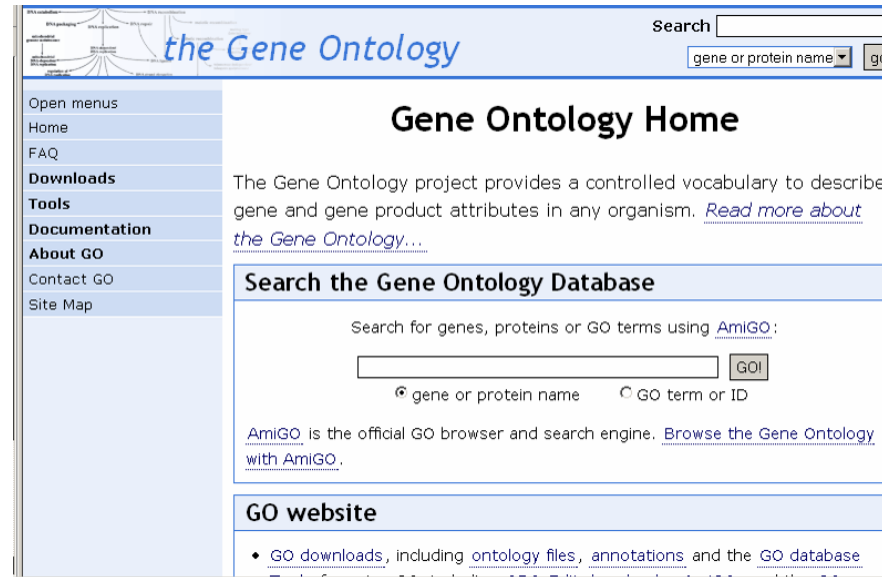 Search
the Gene Ontology
gene or protein name
Open menus
Home
FAQ
Downloads
Tools
Documentation
About GO
Contact GO
Site Map
Gene Ontology Home
The Gene Ontology project provides a controlled vocabulary to describe
gene and gene product attributes in any organism. Read more about
the Gene Ontology...
Search the Gene Ontology Database
Search for genes, proteins or GO terms using AmiGO:
GO!
gene or protein name GO term or ID
AmiGO is the official GO browser and search engine. Browse the Gene Ontology
with AmiGO.
GO website
• GO downloads, including ontology files, annotations and the GO database